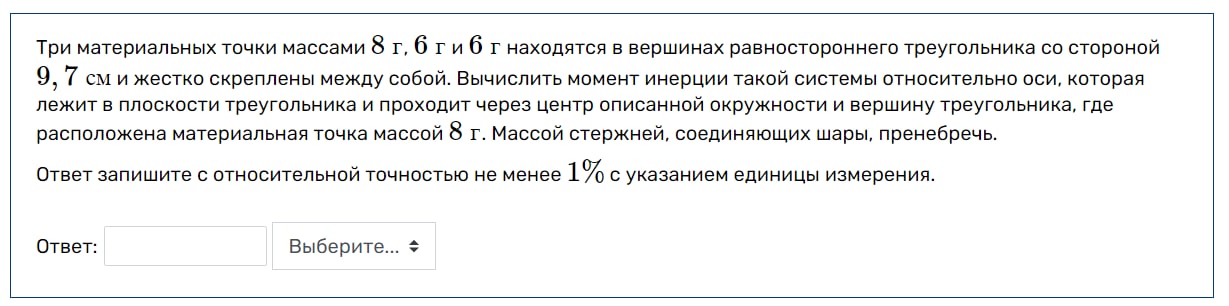 Три материальных точки массами 8 г, 6 г и 6 г находятся в вершинах равностороннего треугольника со стороной
9, 7 см и жестко скреплены между собой. Вычислить момент инерции такой системы относительно оси, которая
лежит в плоскости треугольника и проходит через центр описанной окружности и вершину треугольника, где
расположена материальная точка массой 8 г. Массой стержней, соединяющих шары, пренебречь.
Ответ запишите с относительной точностью не менее 1% с указанием единицы измерения.
Ответ: Выберите...